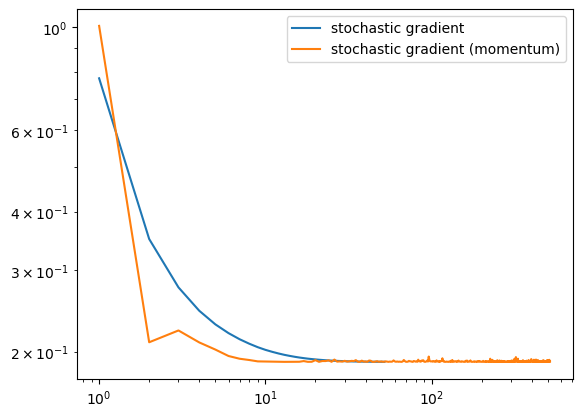 10⁰
stochastic gradient
stochastic gradient (momentum)
6 × 10⁻¹
4 × 10⁻¹
3 × 10⁻¹
2 × 10⁻¹
10⁰
10¹
10²